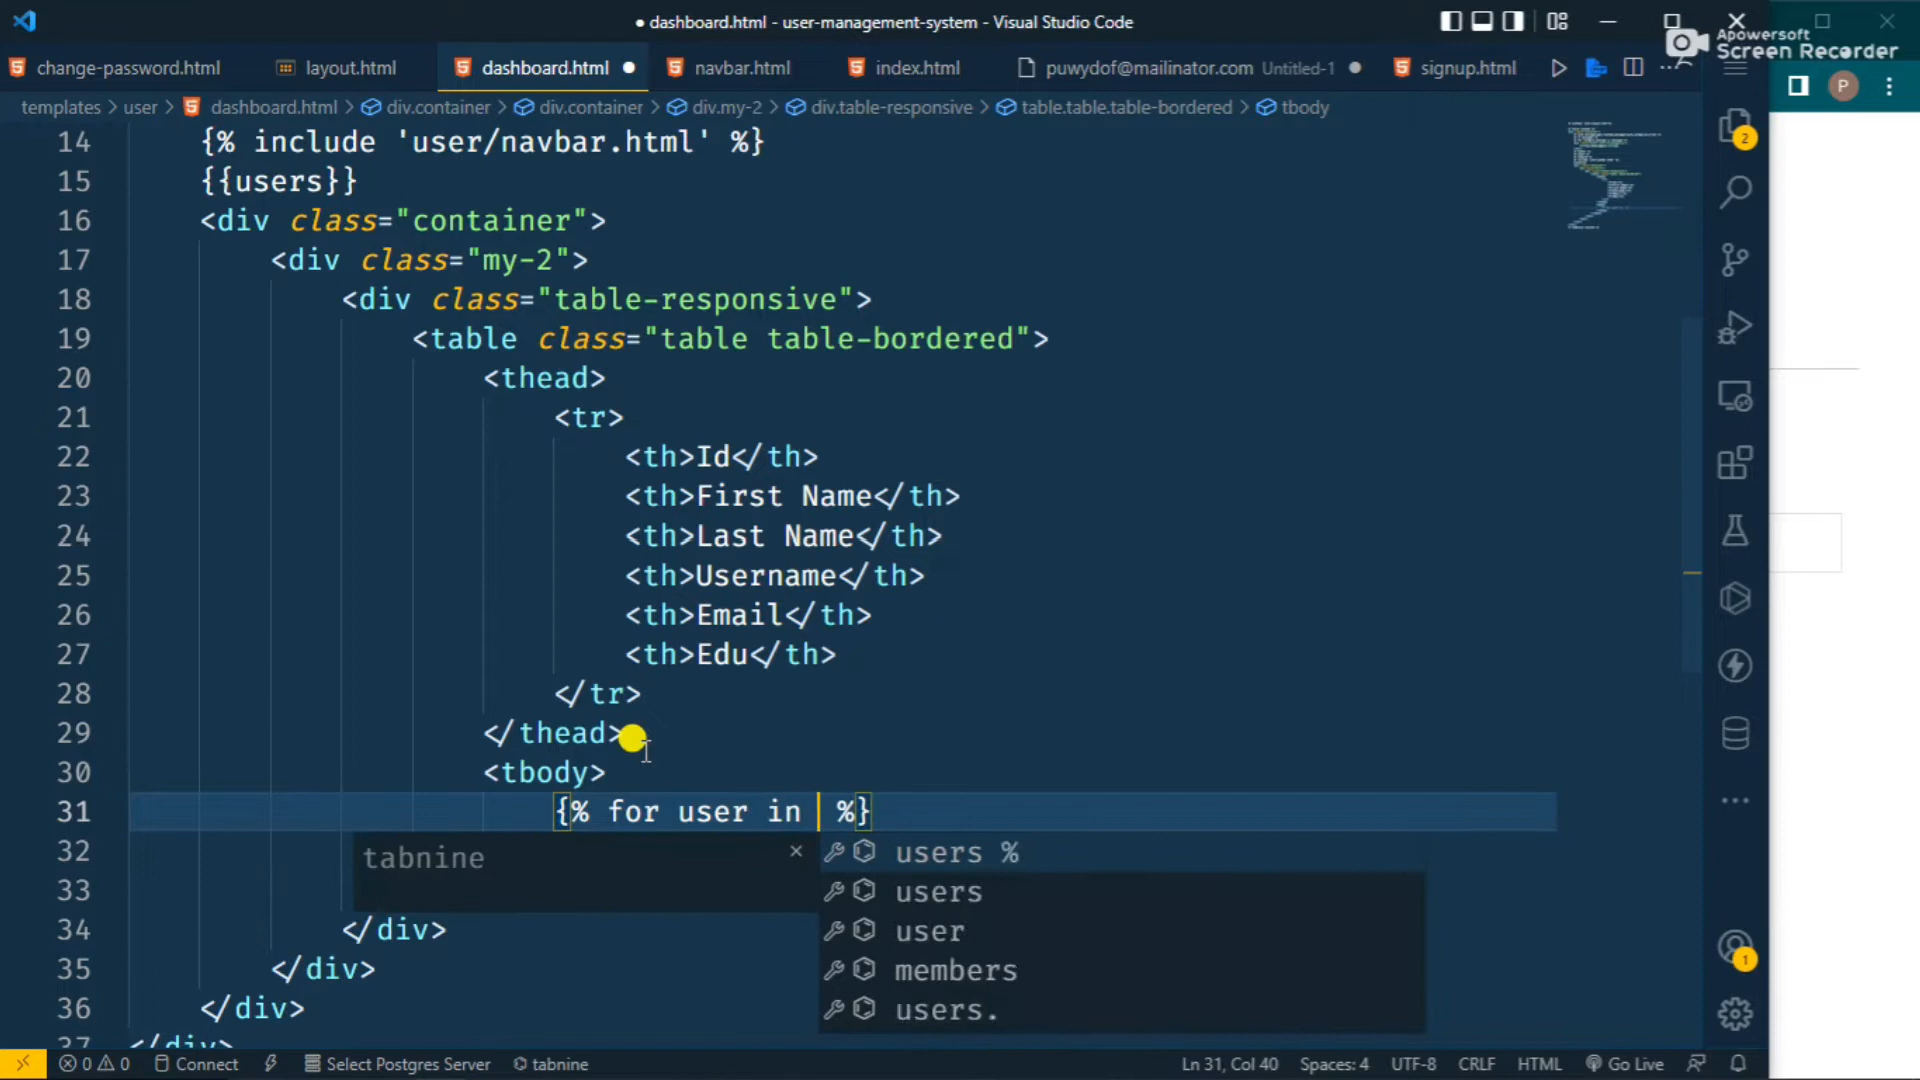 ● dashboard.html - user-management-system - Visual Studio Code
Apowersoft
Screen Recorder
change-password.html layout.html dashboard.html ● navbar.html index.html puwydof@mailinator.com Untitled-1 ● signup.html
templates > user > dashboard.html > div.container > div.container > div.my-2 > div.table-responsive > table.table.table-bordered > tbody
P
2
14 {% include 'user/navbar.html' %}
15 {{users}}
16 <div class="container">
17 <div class="my-2">
18 <div class="table-responsive">
19 <table class="table table-bordered">
20 <thead>
21 <tr>
22 <th>Id</th>
23 <th>First Name</th>
24 <th>Last Name</th>
25 <th>Username</th>
26 <th>Email</th>
27 <th>Edu</th>
28 </tr>
29 </thead>
30 <tbody>
31 {% for user in  %}
32
33
34 </div>
35 </div>
36 </div>
37 </div>
tabnine ×
users %
users
user
members
users.
1
0 0 Connect Select Postgres Server tabnine Ln 31, Col 40 Spaces: 4 UTF-8 CRLF HTML Go Live